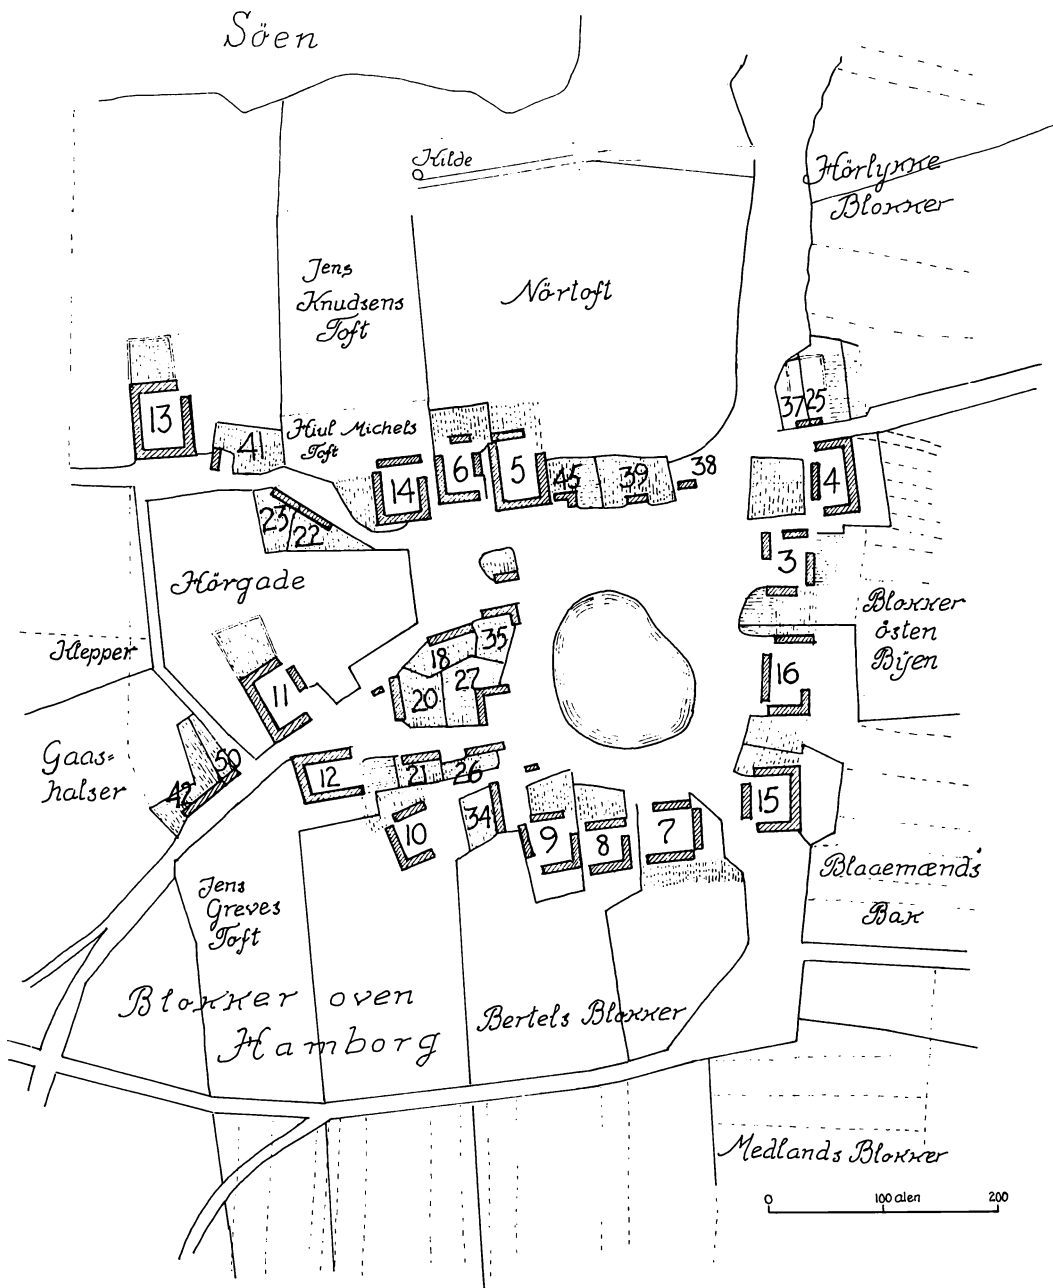 Söen
Kilde
Hörlykke
Blokker
Jens
Knudsens
Toft
Nörtoft
37
25
13
41
Hiul Michels
Toft
6
5
14
45
39
38
4
23
22
3
Hörgade
Blokker
östen
Bÿen
Klepper
35
18
27
20
16
11
Gaas=
halser
50
42
12
21
26
15
10
34
9
8
7
Jens
Greves
Toft
Blaaemænds
Bak
Blokker oven
Hamborg
Bertels Blokker
Medlands Blokker
0 100 alen 200